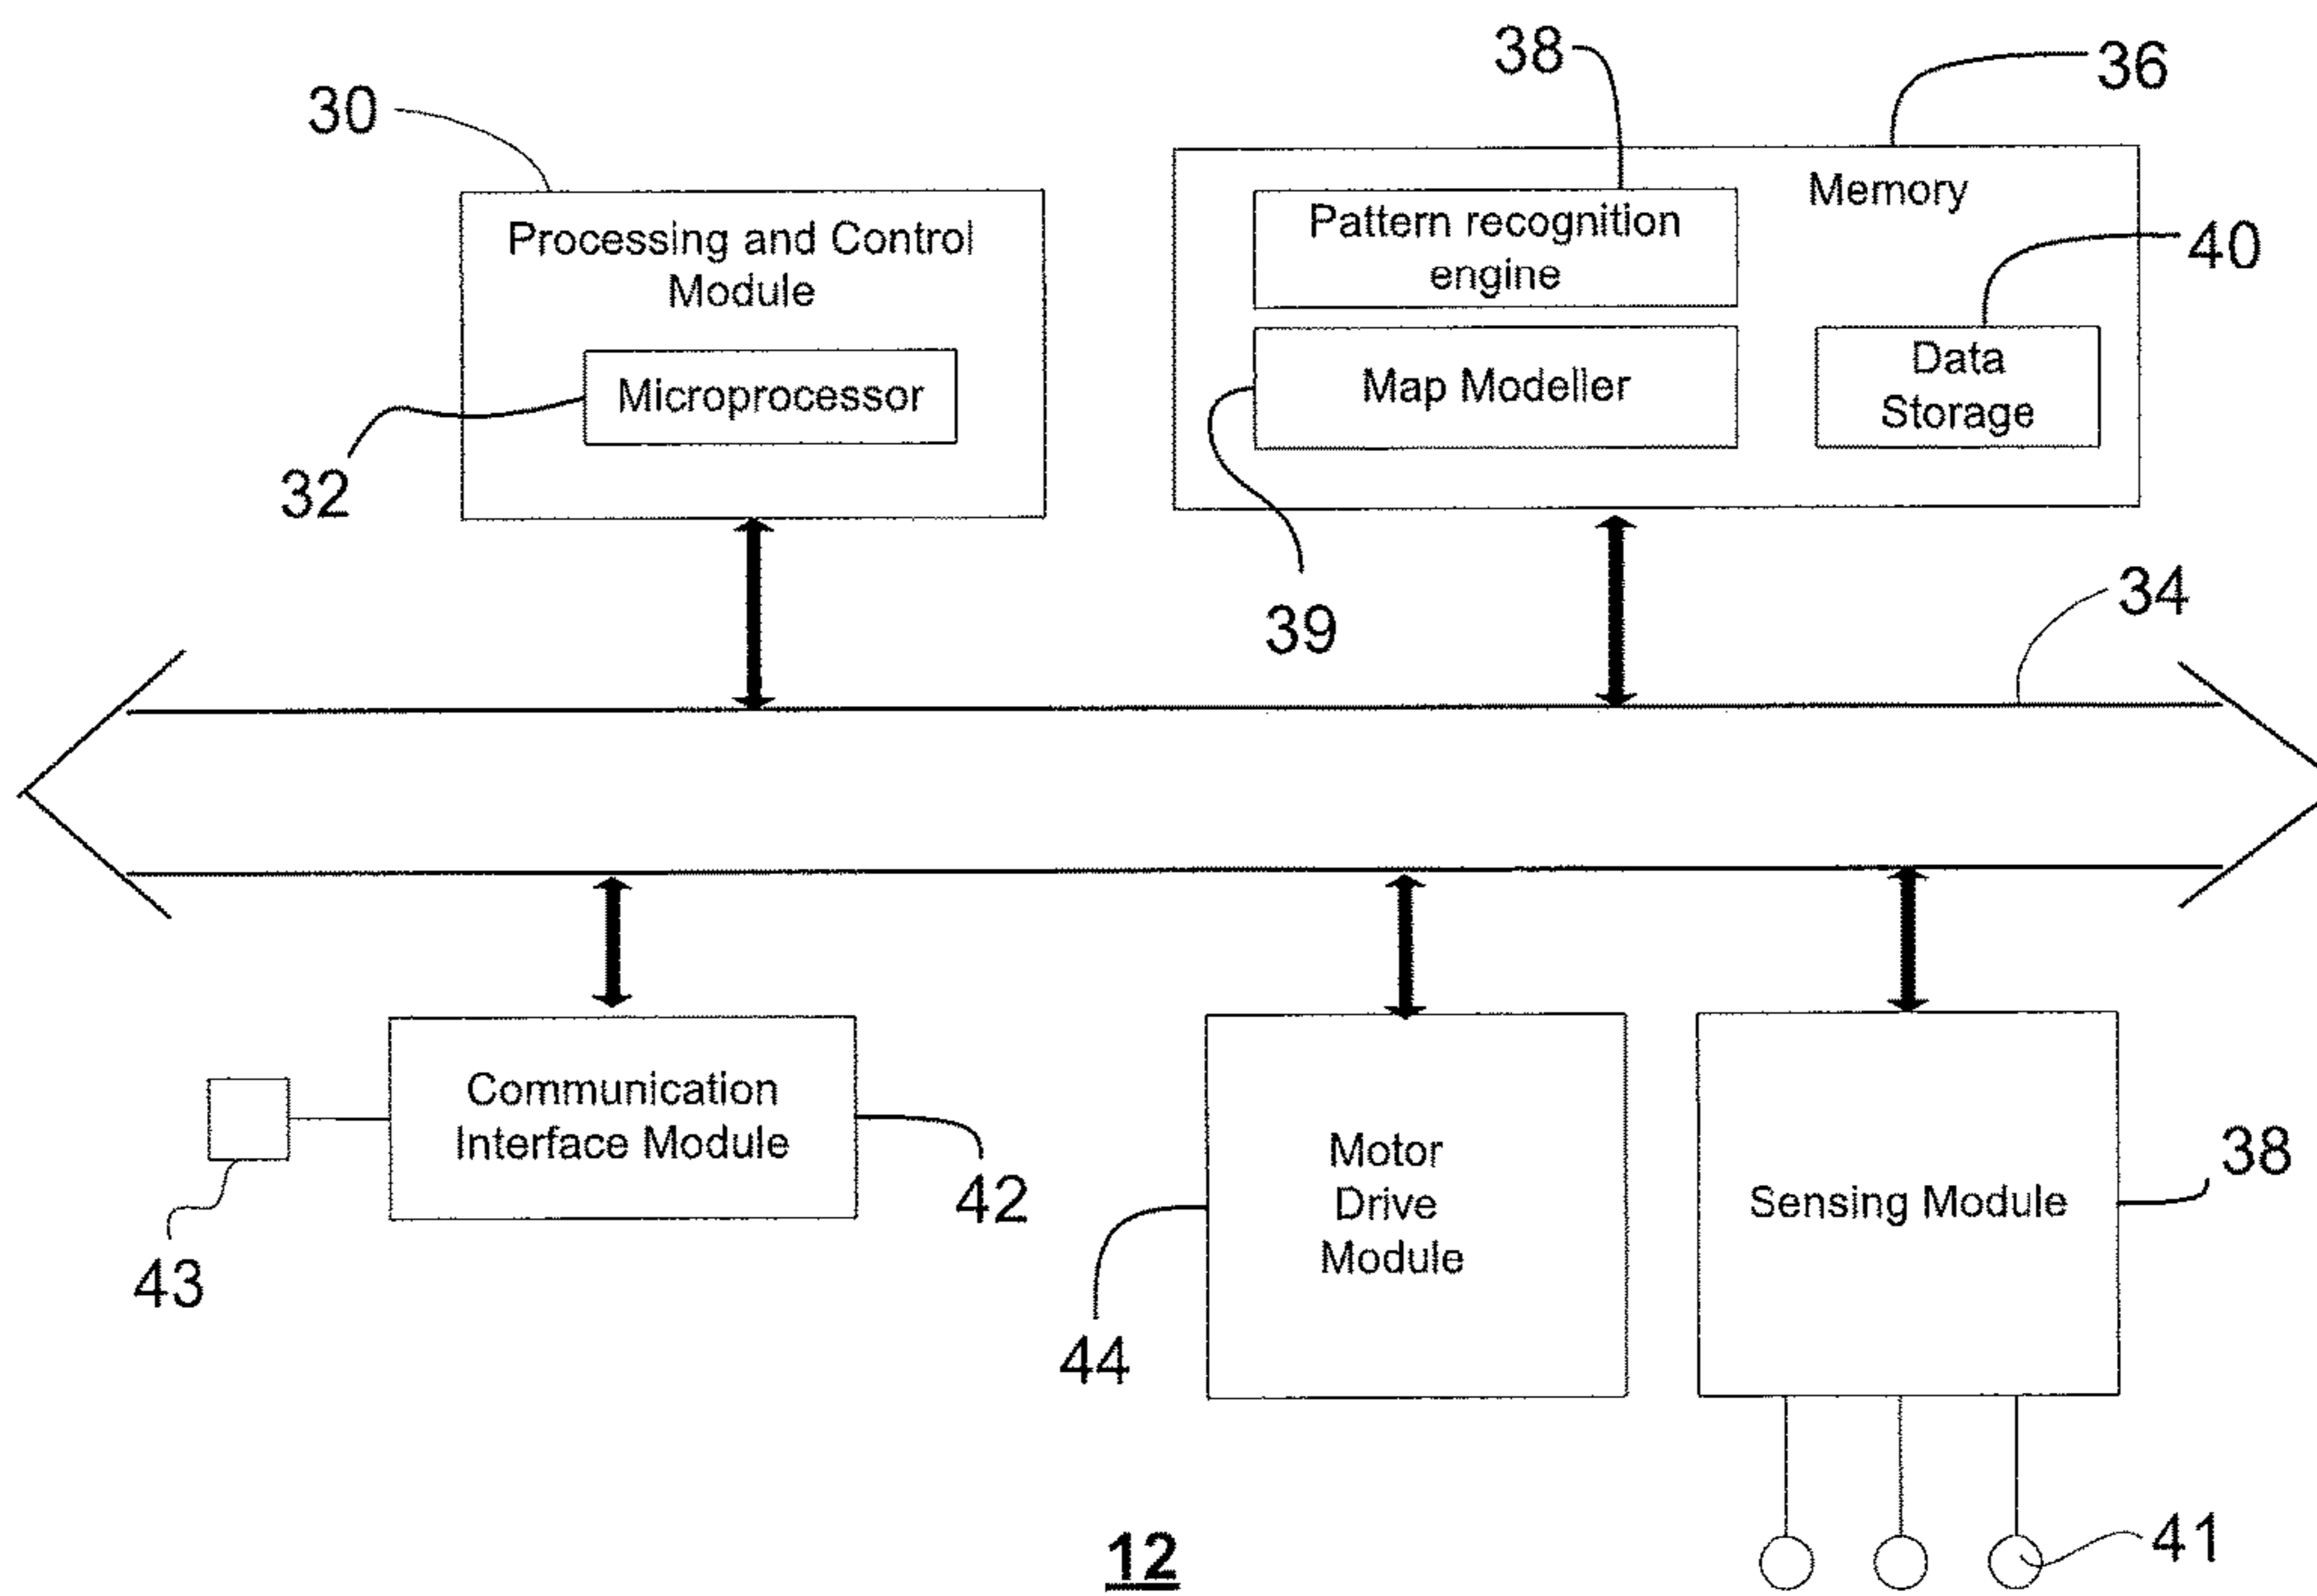 38
36
30
Memory
Processing and Control
Module
Pattern recognition
engine
40
Microprocessor
Map Modeller
Data
Storage
32
39
34
Communication
Interface Module
42
43
Motor
Drive
Module
44
Sensing Module
38
41
12